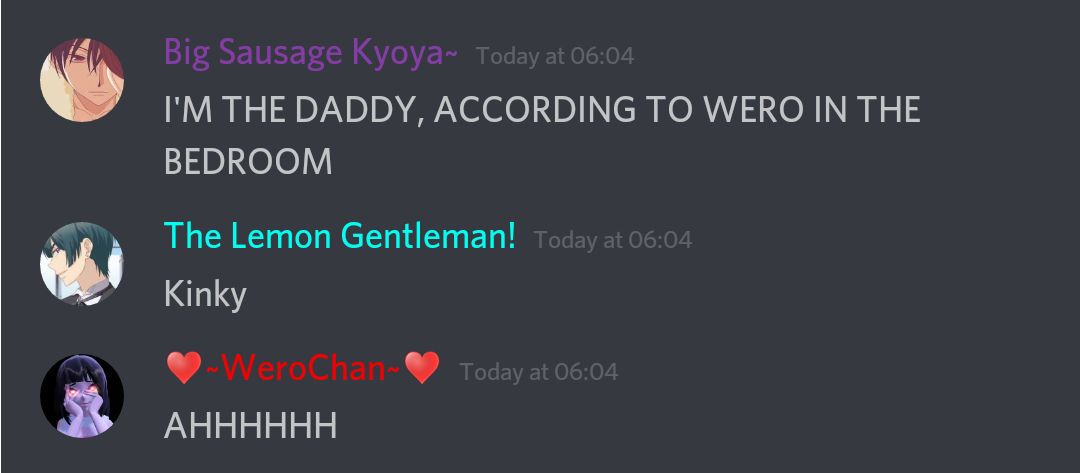 Big Sausage Kyoya~ Today at 06:04
I'M THE DADDY, ACCORDING TO WERO IN THE
BEDROOM
The Lemon Gentleman! Today at 06:04
Kinky
♥~WeroChan~♥ Today at 06:04
AHHHHHH